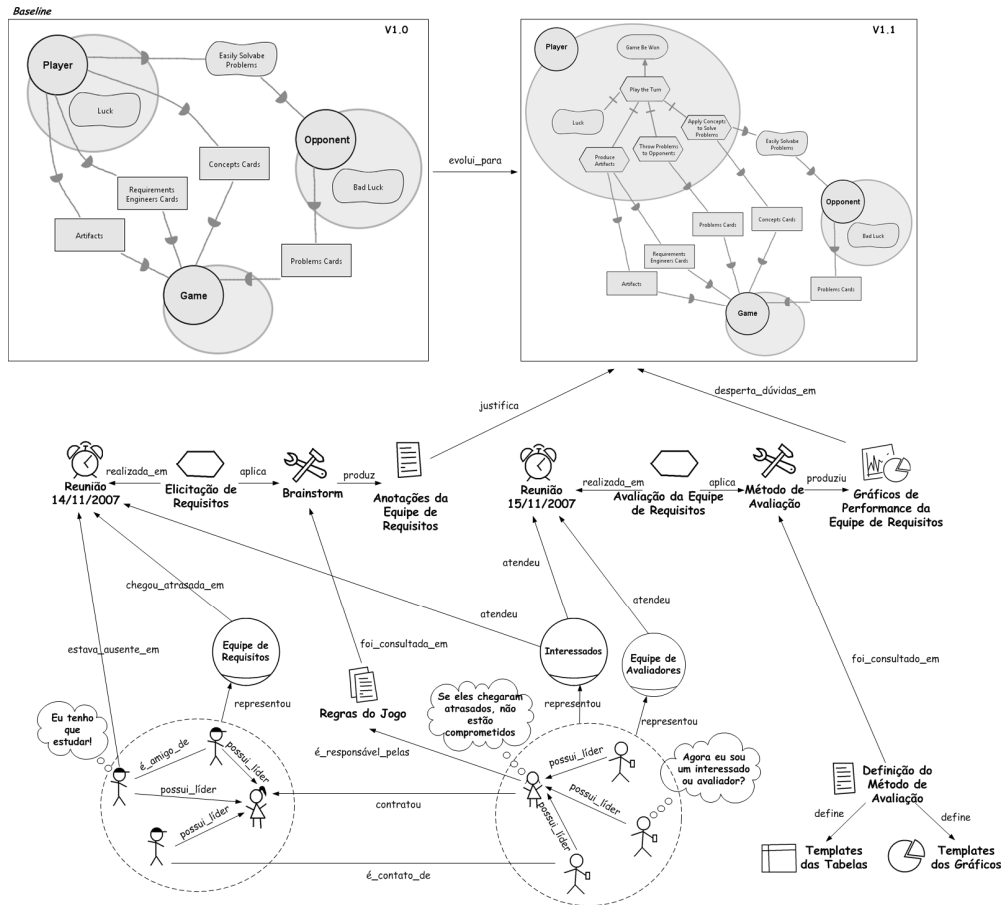 Baseline
V1.0
Player
Easily Solvabe
Problems
Luck
Opponent
Concepts Cards
Bad Luck
Requirements
Engineers Cards
Artifacts
Problems Cards
Game
evolui_para
V1.1
Player
Game Be Won
Play the Turn
Luck
Apply Concepts
to Solve
Problems
Easily Solvabe
Problems
Produce
Artifacts
Throw Problems
to Opponents
Opponent
Problems Cards
Concepts Cards
Bad Luck
Requirements
Engineers Cards
Artifacts
Problems Cards
Game
justifica
desperta_dúvidas_em
Reunião
14/11/2007
realizada_em
Elicitação de
Requisitos
aplica
Brainstorm
produz
Anotações da
Equipe de
Requisitos
Reunião
15/11/2007
realizada_em
Avaliação da Equipe
de Requisitos
aplica
Método de
Avaliação
produziu
Gráficos de
Performance da
Equipe de Requisitos
chegou_atrasada_em
atendeu
atendeu
atendeu
estava_ausente_em
Equipe de
Requisitos
foi_consultada_em
Interessados
Equipe de
Avaliadores
foi_consultado_em
Eu tenho
que
estudar!
representou
Regras do Jogo
Se eles chegaram
atrasados, não
estão
comprometidos
representou
representou
é_amigo_de
possui_líder
possui_líder
possui_líder
é_responsável_pelas
contratou
possui_líder
possui_líder
possui_líder
Agora eu sou
um interessado
ou avaliador?
é_contato_de
Definição do
Método de
Avaliação
define
define
Templates
das Tabelas
Templates
dos Gráficos